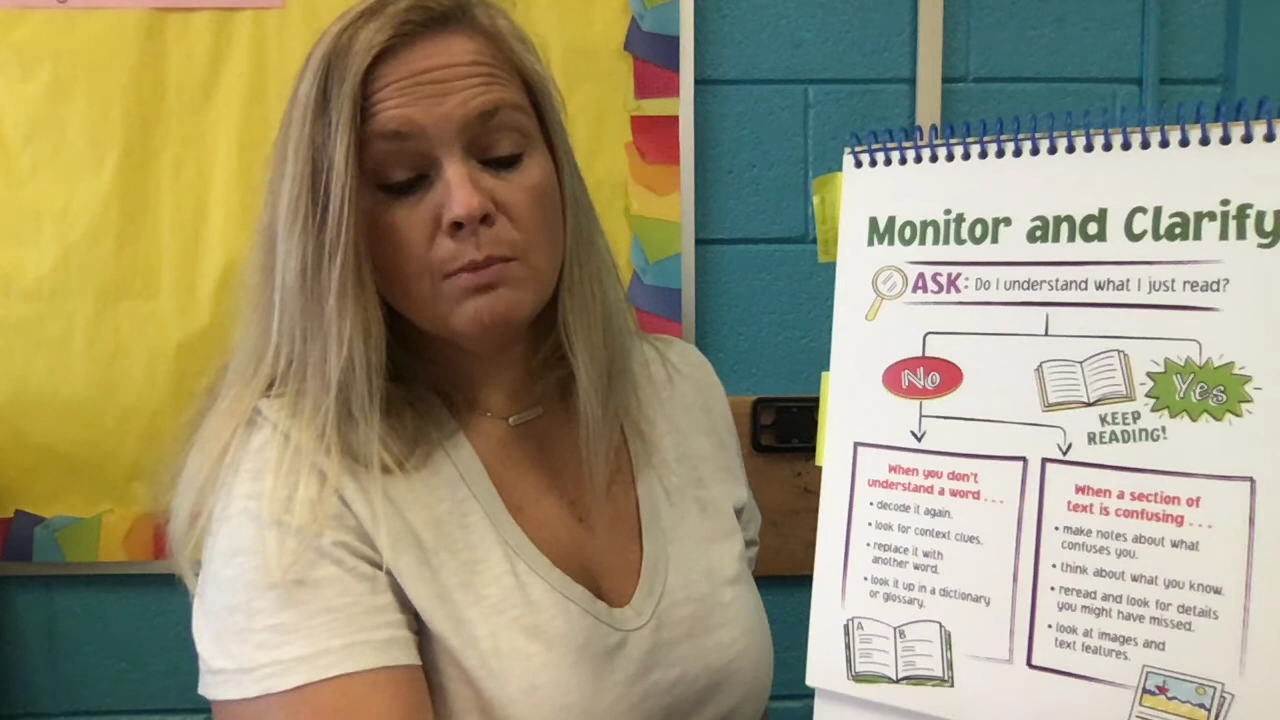 Monitor and Clarify
ASK: Do I understand what I just read?
No
Yes
KEEP
READING!
When you don't
understand a word . . .
• decode it again.
• look for context clues.
• replace it with
another word.
• look it up in a dictionary
or glossary.
A B
When a section of
text is confusing . . .
• make notes about what
confuses you.
• think about what you know.
• reread and look for details
you might have missed.
• look at images and
text features.